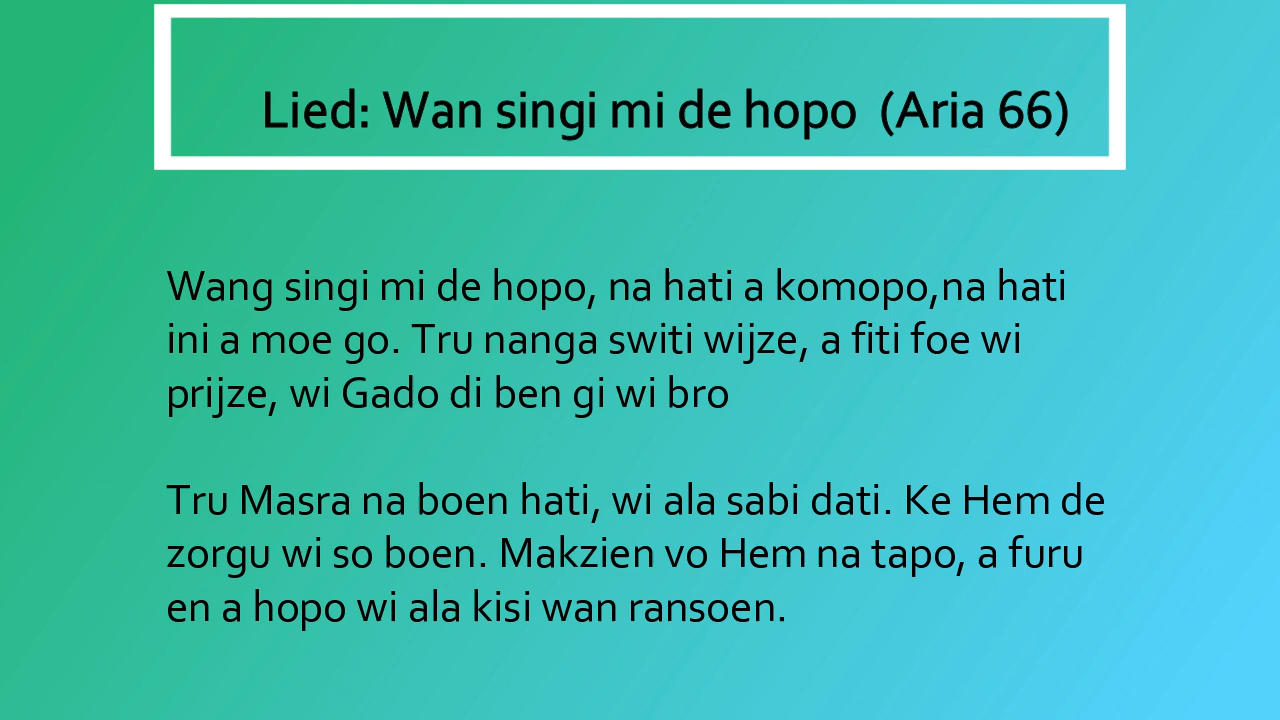 Lied: Wan singi mi de hopo  (Aria 66)
Wang singi mi de hopo, na hati a komopo,na hati
ini a moe go. Tru nanga switi wijze, a fiti foe wi
prijze, wi Gado di ben gi wi bro
Tru Masra na boen hati, wi ala sabi dati. Ke Hem de
zorgu wi so boen. Makzien vo Hem na tapo, a furu
en a hopo wi ala kisi wan ransoen.